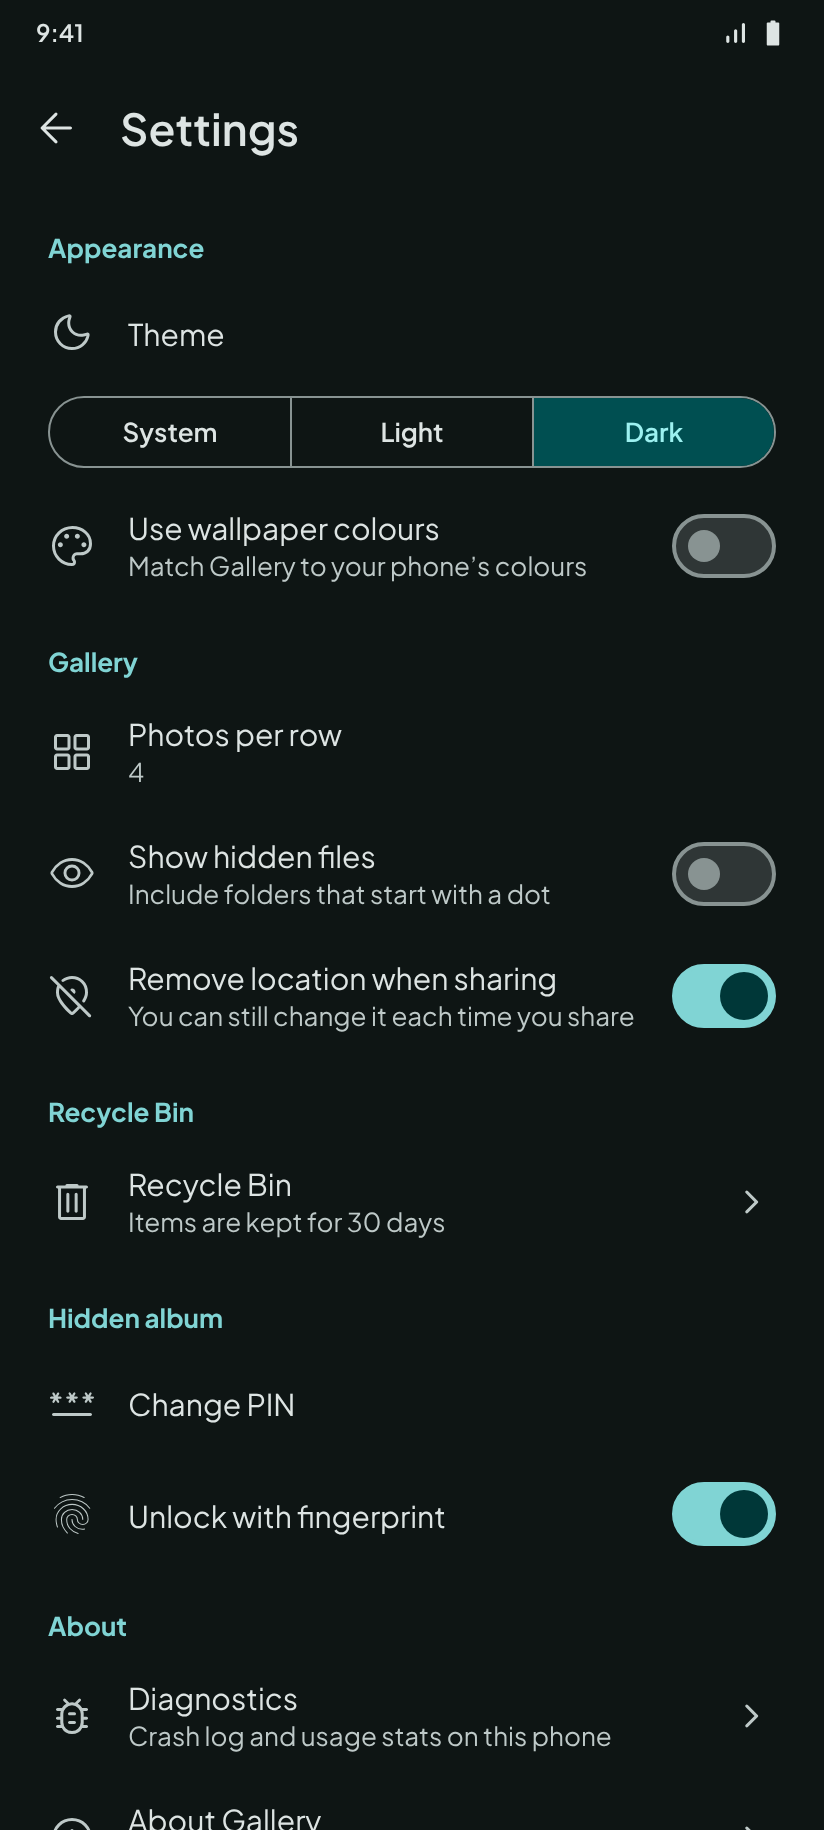 9:41
Settings
Appearance
Theme
System Light Dark
Use wallpaper colours
Match Gallery to your phone’s colours
Gallery
Photos per row
4
Show hidden files
Include folders that start with a dot
Remove location when sharing
You can still change it each time you share
Recycle Bin
Recycle Bin
Items are kept for 30 days
Hidden album
***
Change PIN
Unlock with fingerprint
About
Diagnostics
Crash log and usage stats on this phone
About Gallery